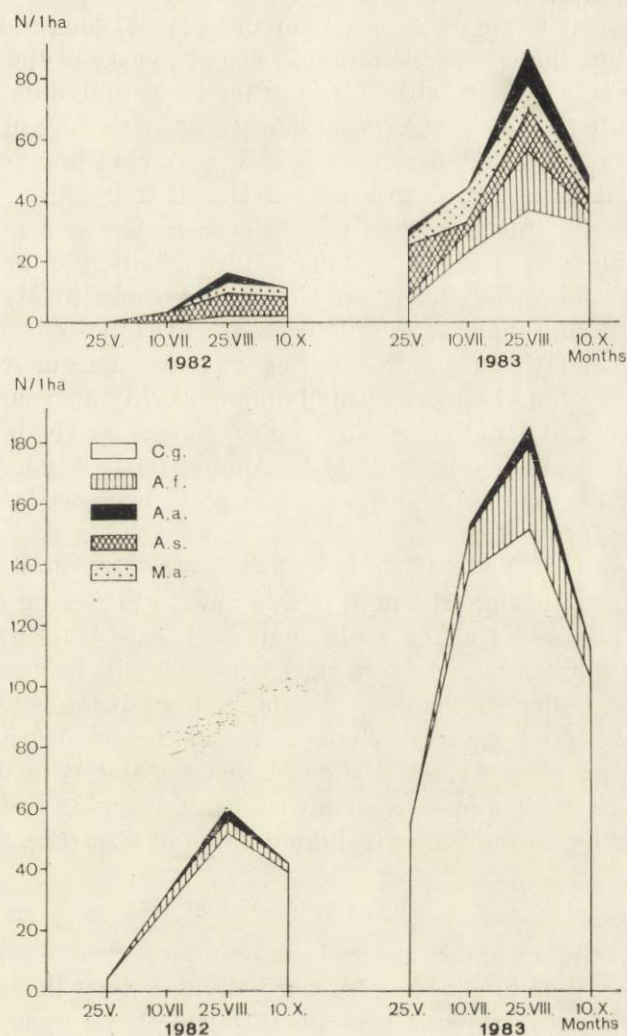 N/1ha
80
60
40
20
0
25.V. 10.VII. 25.VIII. 10.X. 25.V. 10.VII. 25.VIII. 10.X.
1982 1983 Months
N/1ha
180
160
140
120
100
80
60
40
20
0
C.g.
A.f.
A.a.
A.s.
M.a.
25.V. 10.VII 25.VIII. 10.X. 25.V. 10.VII. 25.VIII. 10.X.
1982 1983 Months